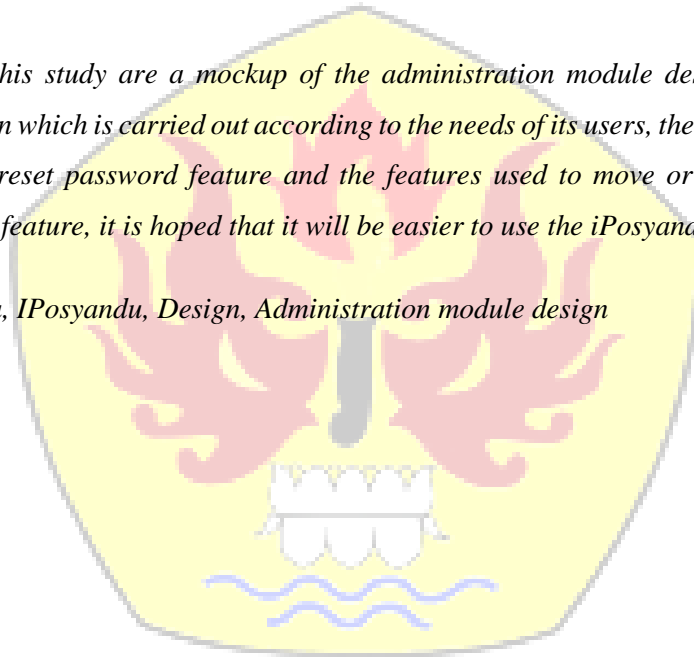 his study are a mockup of the administration module de
n which is carried out according to the needs of its users, the
reset password feature and the features used to move or
feature, it is hoped that it will be easier to use the iPosyand
, IPosyandu, Design, Administration module design